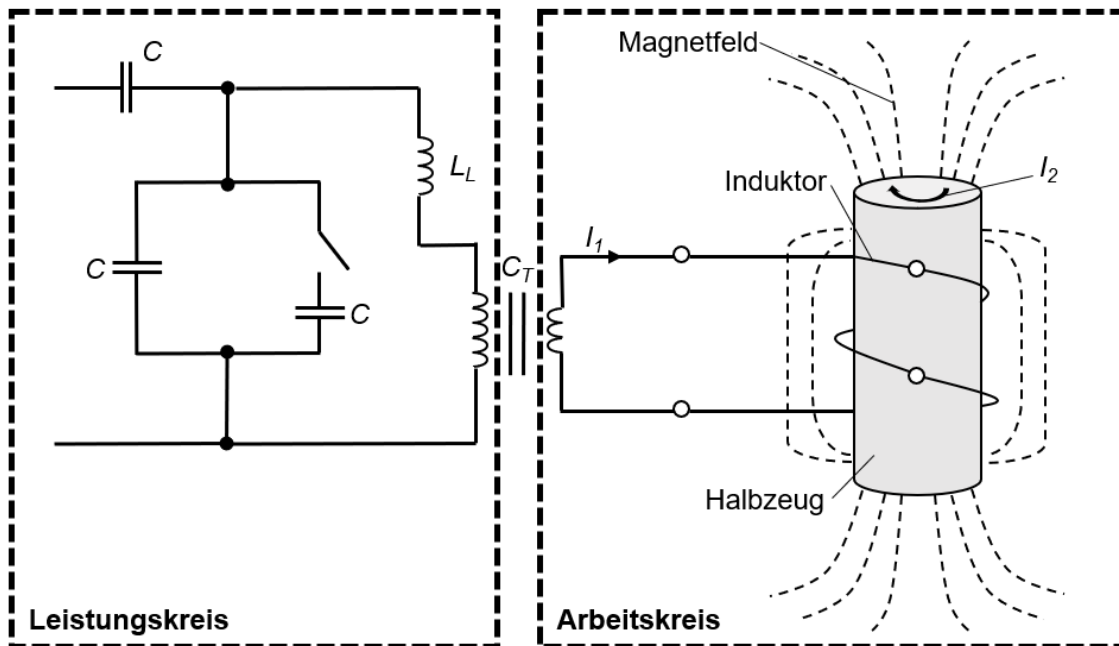 C
L_L
C
C
Leistungskreis
C_T
Magnetfeld
I_2
Induktor
I_1
Halbzeug
Arbeitskreis